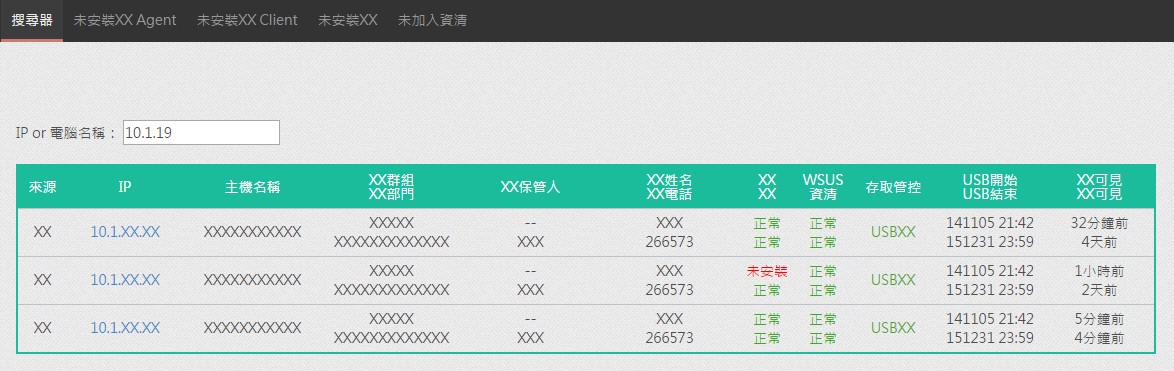 搜尋器 未安裝XX Agent 未安裝XX Client 未安裝XX 未加入資清
IP or 電腦名稱： 10.1.19
來源 IP 主機名稱 XX群組 XX部門 XX保管人 XX姓名 XX電話 XX XX WSUS 資清 存取管控 USB開始 USB結束 XX可見 XX可見
XX 10.1.XX.XX XXXXXXXXXXX XXXXX -- XXX 正常 正常 USBXX 141105 21:42 32分鐘前
XXXXXXXXXXXXX XXX 266573 正常 正常 151231 23:59 4天前
XX 10.1.XX.XX XXXXXXXXXXX XXXXX -- XXX 未安裝 正常 USBXX 141105 21:42 1小時前
XXXXXXXXXXXXX XXX 266573 正常 正常 151231 23:59 2天前
XX 10.1.XX.XX XXXXXXXXXXX XXXXX -- XXX 正常 正常 USBXX 141105 21:42 5分鐘前
XXXXXXXXXXXXX XXX 266573 正常 正常 151231 23:59 4分鐘前